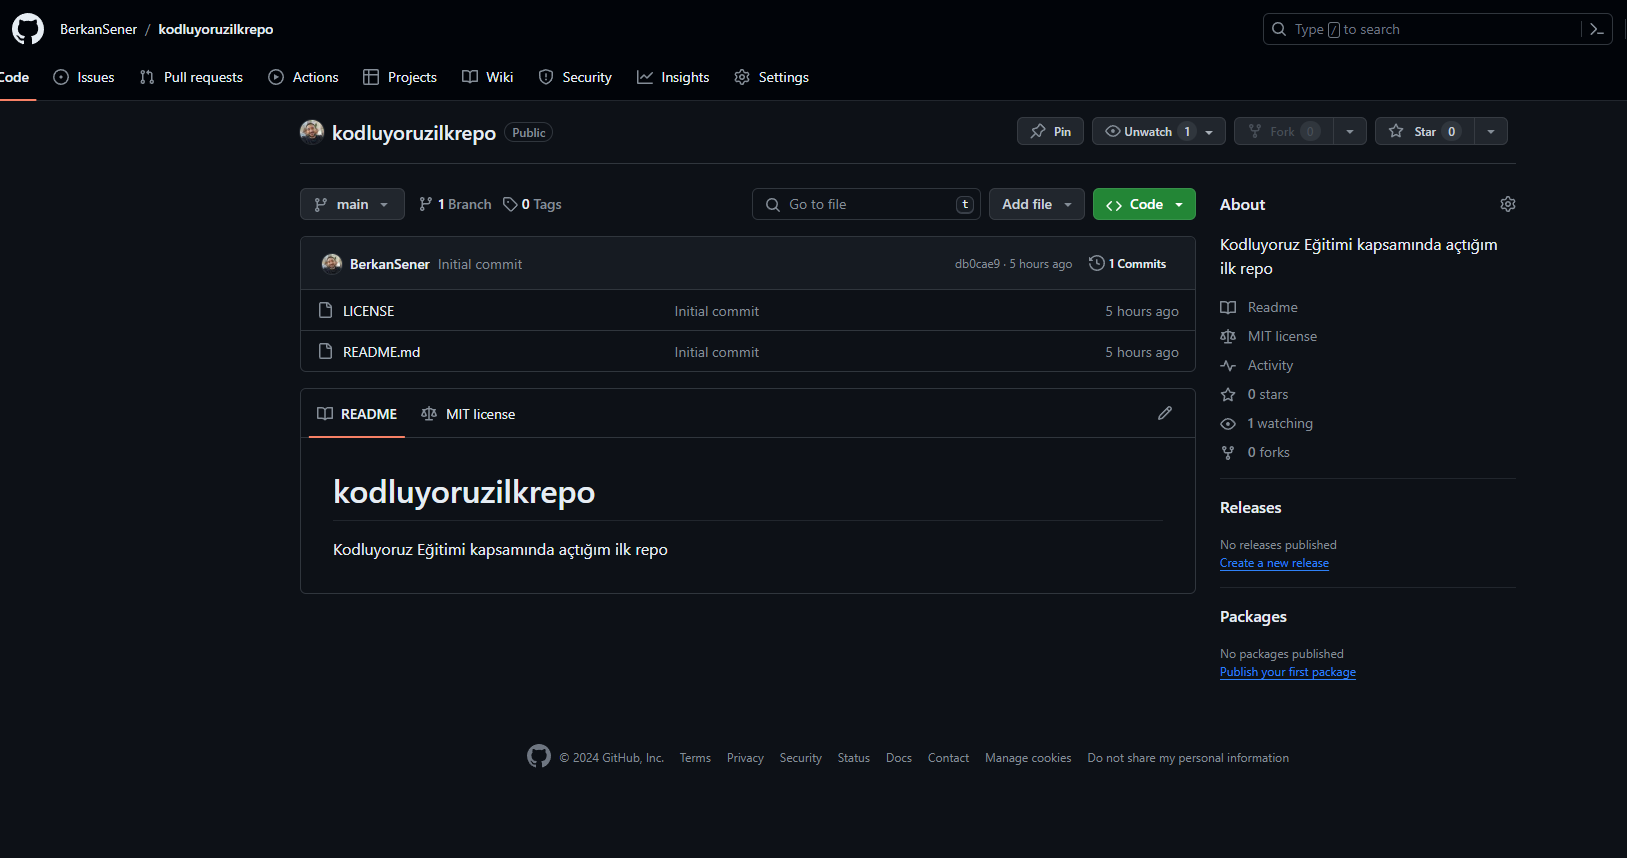 BerkanSener / kodluyoruzilkrepo
Type / to search
Code Issues Pull requests Actions Projects Wiki Security Insights Settings
kodluyoruzilkrepo Public
Pin Unwatch 1 Fork 0 Star 0
main 1 Branch 0 Tags
Go to file t Add file Code
BerkanSener Initial commit db0cae9 · 5 hours ago 1 Commits
LICENSE Initial commit 5 hours ago
README.md Initial commit 5 hours ago
README MIT license
kodluyoruzilkrepo
Kodluyoruz Eğitimi kapsamında açtığım ilk repo
About
Kodluyoruz Eğitimi kapsamında açtığım
ilk repo
Readme
MIT license
Activity
0 stars
1 watching
0 forks
Releases
No releases published
Create a new release
Packages
No packages published
Publish your first package
© 2024 GitHub, Inc. Terms Privacy Security Status Docs Contact Manage cookies Do not share my personal information